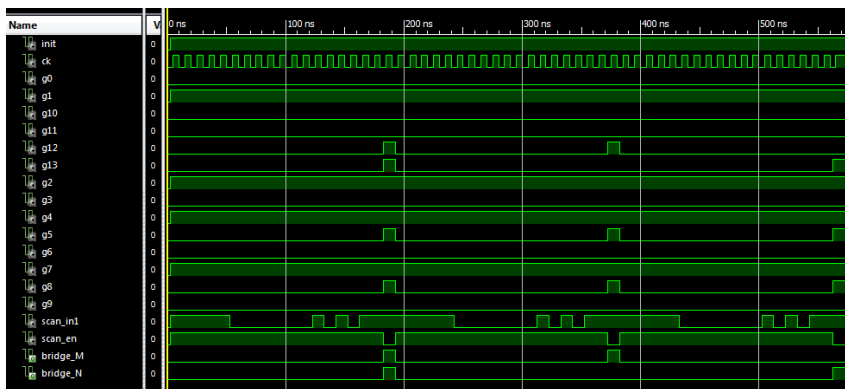 Name V 0 ns 100 ns 200 ns 300 ns 400 ns 500 ns
init 0
ck 0
g0 0
g1 0
g10 0
g11 0
g12 0
g13 0
g2 0
g3 0
g4 0
g5 0
g6 0
g7 0
g8 0
g9 0
scan_in1 0
scan_en 0
bridge_M 0
bridge_N 0